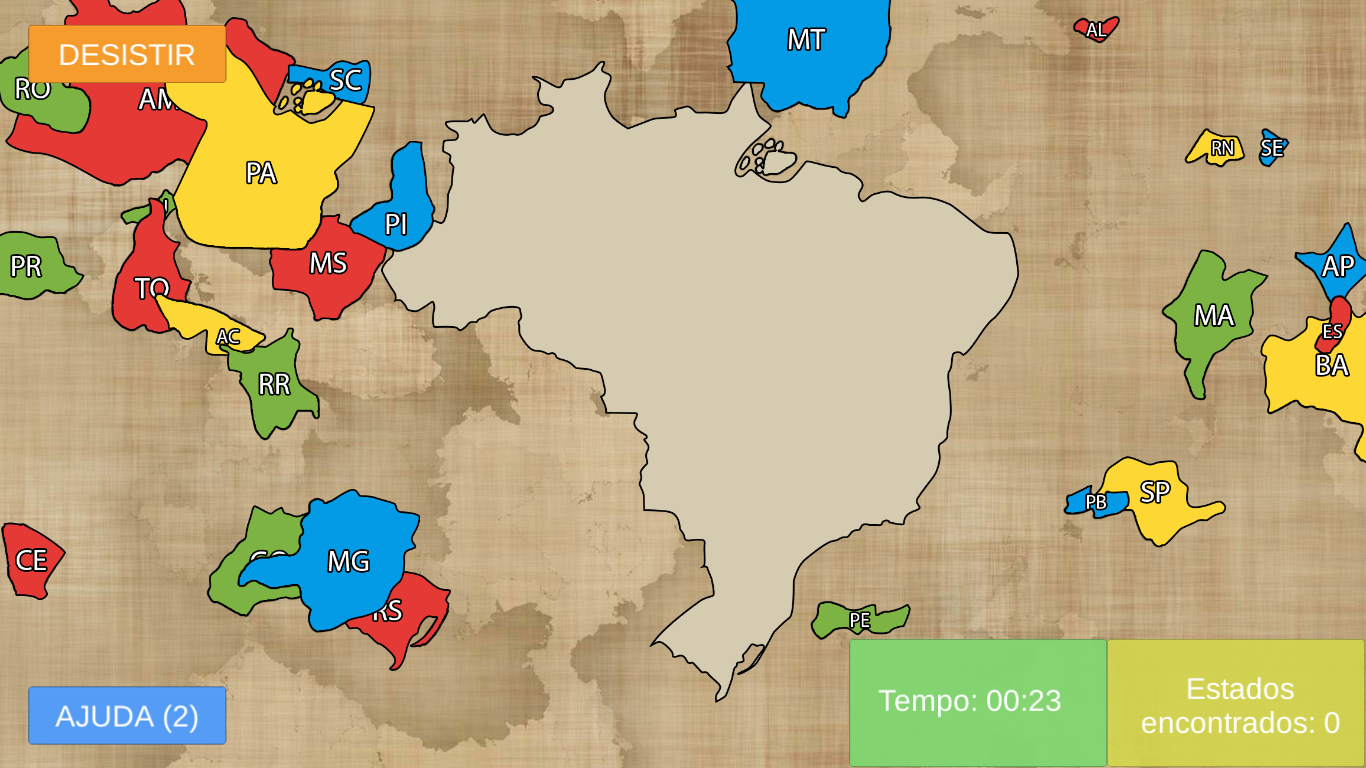 MT
AL
DESISTIR
SC
RO
AM
RN
SE
PA
PI
PR
MS
AP
TO
MA
AC
ES
BA
RR
SP
PB
CE
MG
RS
PE
Tempo: 00:23
Estados
encontrados: 0
AJUDA (2)